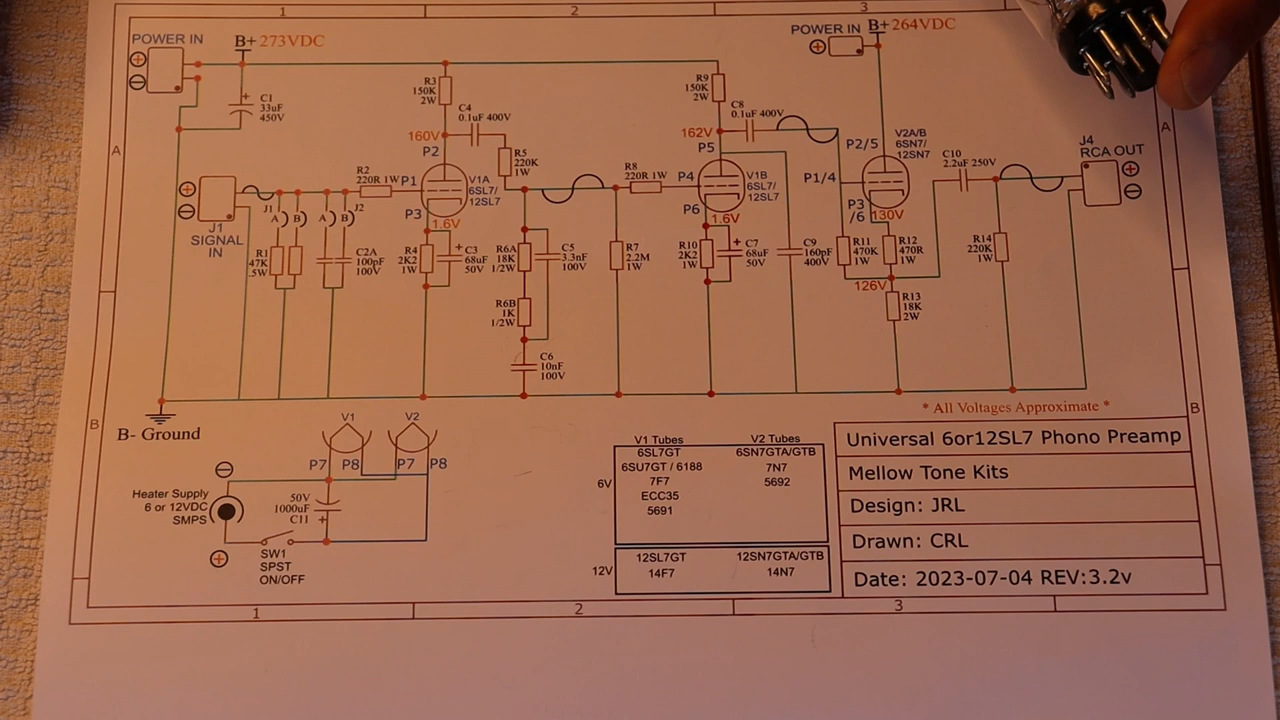 1
2
3
POWER IN
B+ 273VDC
C1
33uF
450V
R3
150K
2W
C4
0.1uF 400V
160V
P2
R5
220K
1W
R9
150K
2W
C8
0.1uF 400V
162V
P5
POWER IN
B+ 264VDC
P2/5
V2A/B
6SN7/
12SN7
C10
2.2uF 250V
J4
RCA OUT
A
A
J1
SIGNAL
IN
J1
A
B
A
B
J2
R2
220R 1W
P1
V1A
6SL7/
12SL7
P3
1.6V
R8
220R 1W
P4
V1B
6SL7/
12SL7
P6
1.6V
P1/4
P3
/6
130V
R1
47K
.5W
C2A
100pF
100V
R4
2K2
1W
C3
68uF
50V
R6A
18K
1/2W
C5
3.3nF
100V
R7
2.2M
1W
R10
2K2
1W
C7
68uF
50V
C9
160pF
400V
R11
470K
1W
R12
470R
1W
R14
220K
1W
126V
R13
18K
2W
R6B
1K
1/2W
C6
10nF
100V
B- Ground
* All Voltages Approximate *
B
B
V1
V2
P7
P8
P7
P8
Heater Supply
6 or 12VDC
SMPS
50V
1000uF
C11
SW1
SPST
ON/OFF
V1 Tubes
V2 Tubes
6V
6SL7GT
6SN7GTA/GTB
6SU7GT / 6188
7N7
7F7
5692
ECC35
5691
12V
12SL7GT
12SN7GTA/GTB
14F7
14N7
Universal 6or12SL7 Phono Preamp
Mellow Tone Kits
Design: JRL
Drawn: CRL
Date: 2023-07-04 REV:3.2v
1
2
3